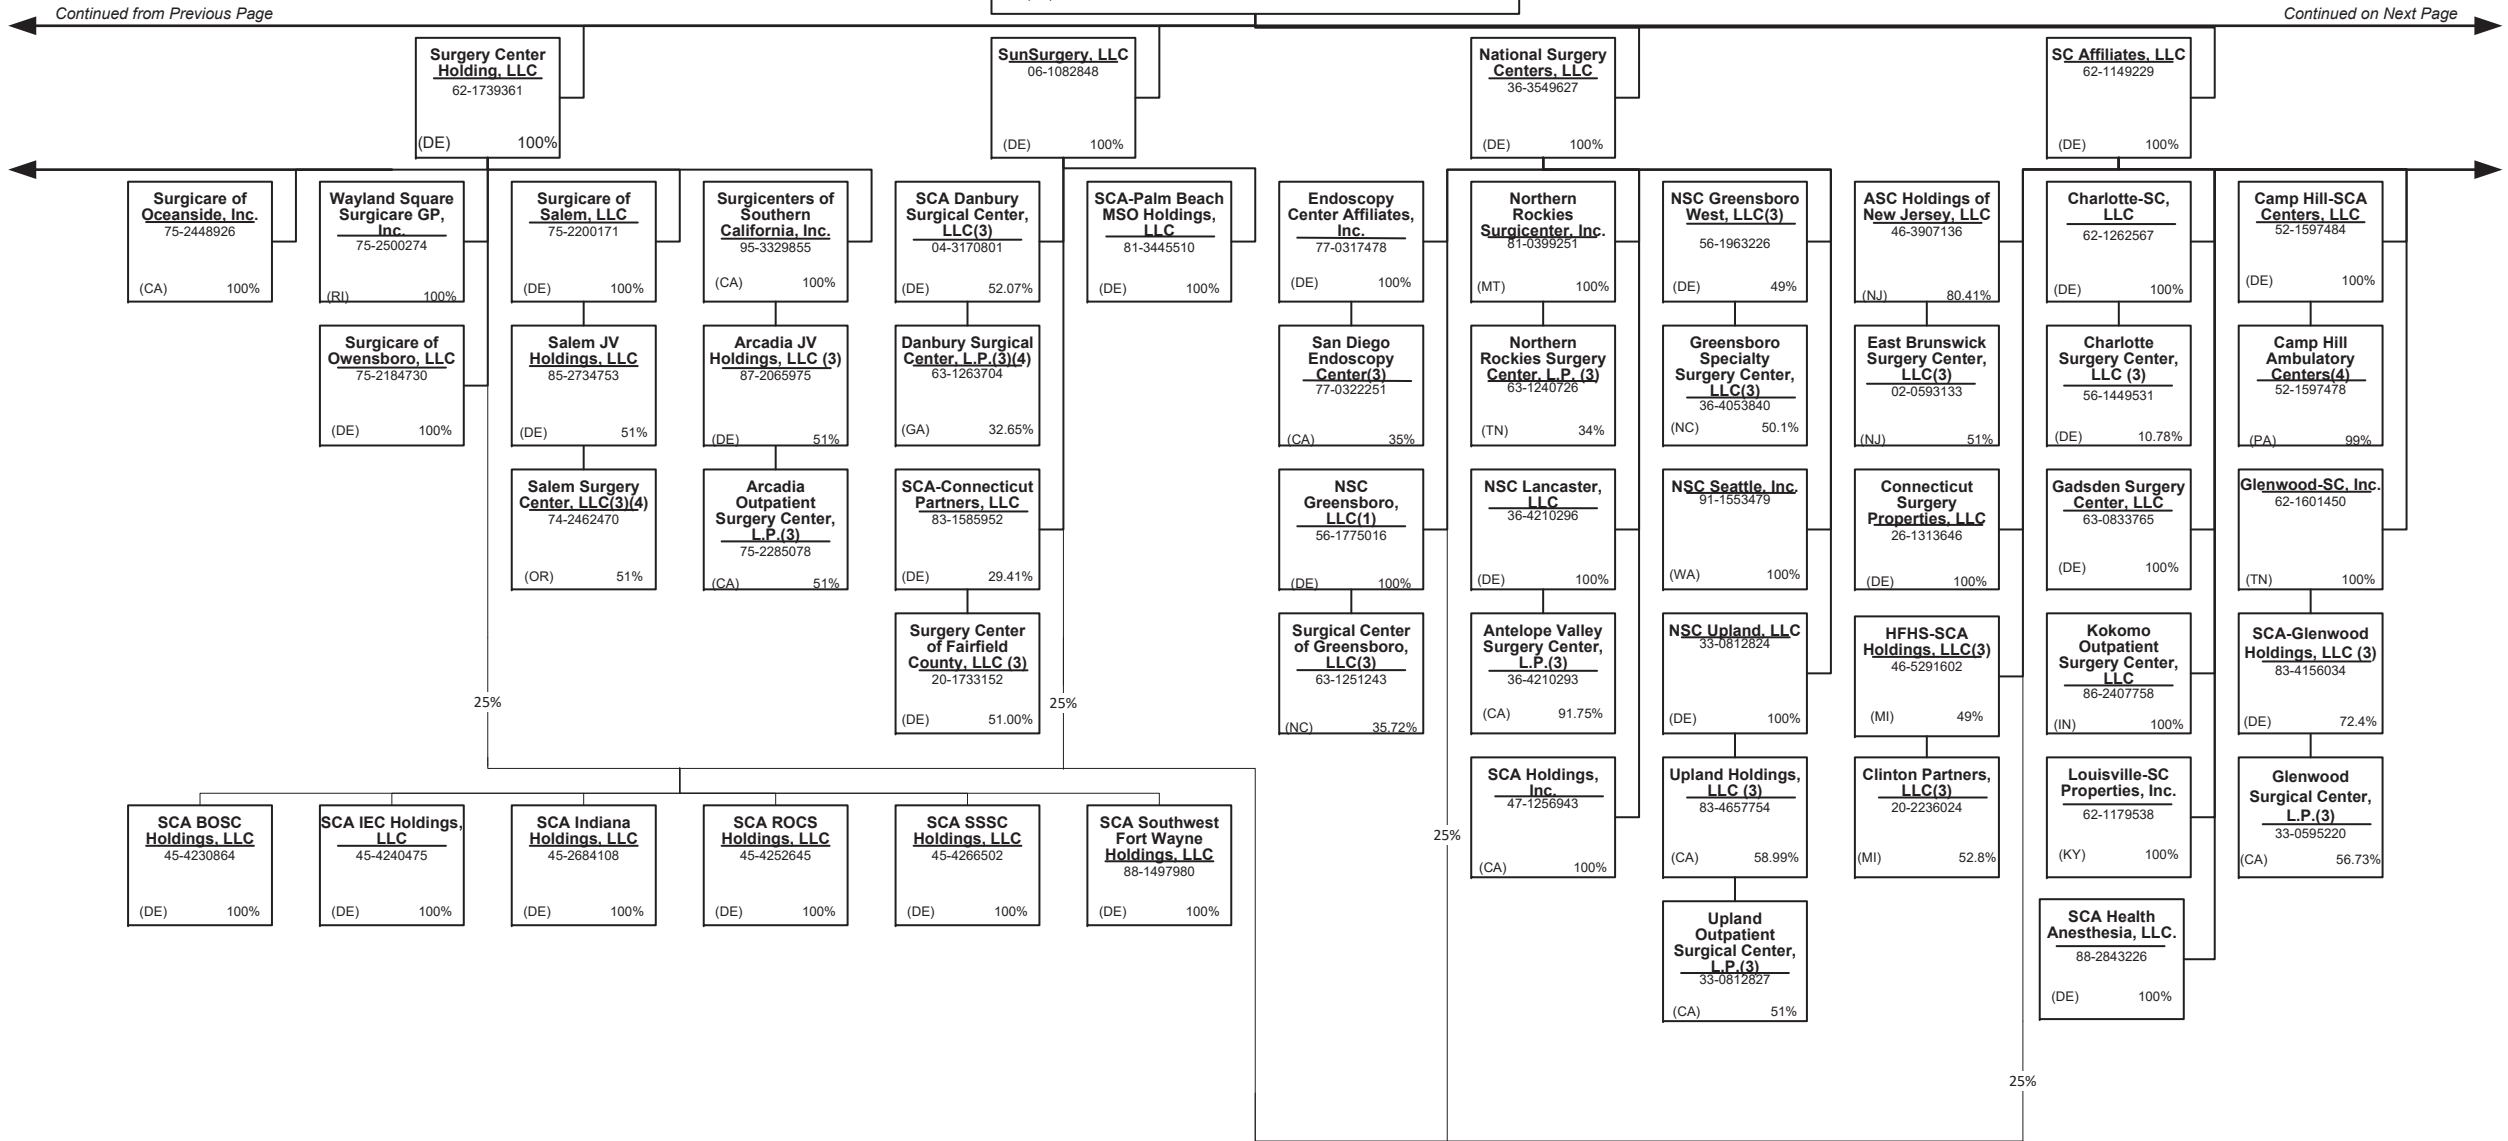 Continued from Previous Page
Continued on Next Page
Surgery Center
Holding, LLC
62-1739361
(DE) 100%
SunSurgery, LLC
06-1082848
(DE) 100%
National Surgery
Centers, LLC
36-3549627
(DE) 100%
SC Affiliates, LLC
62-1149229
(DE) 100%
Surgicare of
Oceanside, Inc.
75-2448926
(CA) 100%
Wayland Square
Surgicare GP,
Inc.
75-2500274
(RI) 100%
Surgicare of
Salem, LLC
75-2200171
(DE) 100%
Surgicenters of
Southern
California, Inc.
95-3329855
(CA) 100%
SCA Danbury
Surgical Center,
LLC(3)
04-3170801
(DE) 52.07%
SCA-Palm Beach
MSO Holdings,
LLC
81-3445510
(DE) 100%
Endoscopy
Center Affiliates,
Inc.
77-0317478
(DE) 100%
Northern
Rockies
Surgicenter, Inc.
81-0399251
(MT) 100%
NSC Greensboro
West, LLC(3)
56-1963226
(DE) 49%
ASC Holdings of
New Jersey, LLC
46-3907136
(NJ) 80.41%
Charlotte-SC,
LLC
62-1262567
(DE) 100%
Camp Hill-SCA
Centers, LLC
52-1597484
(DE) 100%
Surgicare of
Owensboro, LLC
75-2184730
(DE) 100%
Salem JV
Holdings, LLC
85-2734753
(DE) 51%
Arcadia JV
Holdings, LLC (3)
87-2065975
(DE) 51%
Danbury Surgical
Center, L.P.(3)(4)
63-1263704
(GA) 32.65%
San Diego
Endoscopy
Center(3)
77-0322251
(CA) 35%
Northern
Rockies Surgery
Center, L.P. (3)
63-1240726
(TN) 34%
Greensboro
Specialty
Surgery Center,
LLC(3)
36-4053840
(NC) 50.1%
East Brunswick
Surgery Center,
LLC(3)
02-0593133
(NJ) 51%
Charlotte
Surgery Center,
LLC (3)
56-1449531
(DE) 10.78%
Camp Hill
Ambulatory
Centers(4)
52-1597478
(PA) 99%
Salem Surgery
Center, LLC(3)(4)
74-2462470
(OR) 51%
Arcadia
Outpatient
Surgery Center,
L.P.(3)
75-2285078
(CA) 51%
SCA-Connecticut
Partners, LLC
83-1585952
(DE) 29.41%
NSC
Greensboro,
LLC(1)
56-1775016
(DE) 100%
NSC Lancaster,
LLC
36-4210296
(DE) 100%
NSC Seattle, Inc.
91-1553479
(WA) 100%
Connecticut
Surgery
Properties, LLC
26-1313646
(DE) 100%
Gadsden Surgery
Center, LLC
63-0833765
(DE) 100%
Glenwood-SC, Inc.
62-1601450
(TN) 100%
Surgery Center
of Fairfield
County, LLC (3)
20-1733152
(DE) 51.00%
Surgical Center
of Greensboro,
LLC(3)
63-1251243
(NC) 35.72%
Antelope Valley
Surgery Center,
L.P.(3)
36-4210293
(CA) 91.75%
NSC Upland, LLC
33-0812824
(DE) 100%
HFHS-SCA
Holdings, LLC(3)
46-5291602
(MI) 49%
Kokomo
Outpatient
Surgery Center,
LLC
86-2407758
(IN) 100%
SCA-Glenwood
Holdings, LLC (3)
83-4156034
(DE) 72.4%
25%
25%
SCA Holdings,
Inc.
47-1256943
(CA) 100%
Upland Holdings,
LLC (3)
83-4657754
(CA) 58.99%
Clinton Partners,
LLC(3)
20-2236024
(MI) 52.8%
Louisville-SC
Properties, Inc.
62-1179538
(KY) 100%
Glenwood
Surgical Center,
L.P.(3)
33-0595220
(CA) 56.73%
SCA BOSC
Holdings, LLC
45-4230864
(DE) 100%
SCA IEC Holdings,
LLC
45-4240475
(DE) 100%
SCA Indiana
Holdings, LLC
45-2684108
(DE) 100%
SCA ROCS
Holdings, LLC
45-4252645
(DE) 100%
SCA SSSC
Holdings, LLC
45-4266502
(DE) 100%
SCA Southwest
Fort Wayne
Holdings, LLC
88-1497980
(DE) 100%
25%
Upland
Outpatient
Surgical Center,
L.P.(3)
33-0812827
(CA) 51%
SCA Health
Anesthesia, LLC.
88-2843226
(DE) 100%
25%